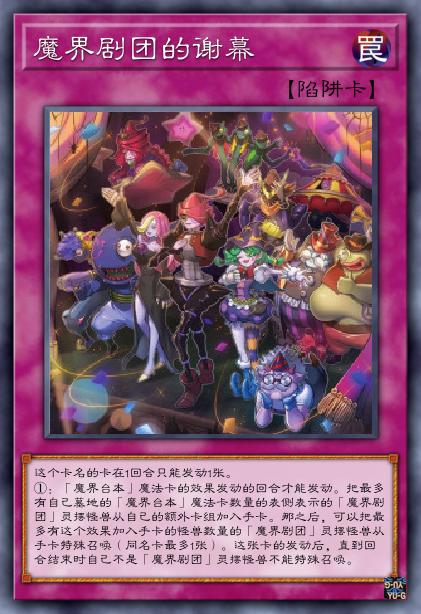 魔界剧团的谢幕
罠
【陷阱卡】
这个卡名的卡在1回合只能发动1张。
①：「魔界台本」魔法卡的效果发动的回合才能发动。把最多
有自己墓地的「魔界台本」魔法卡数量的表侧表示的「魔界剧
团」灵摆怪兽从自己的额外卡组加入手卡。那之后，可以把最
多有这个效果加入手卡的怪兽数量的「魔界剧团」灵摆怪兽从
手卡特殊召唤（同名卡最多1张）。这张卡的发动后，直到回
合结束时自己不是「魔界剧团」灵摆怪兽不能特殊召唤。
YU-G